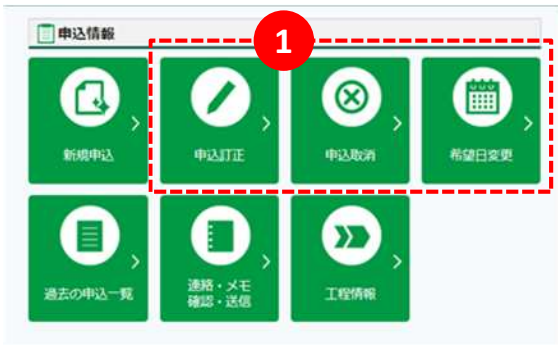 申込情報
1
新規申込
申込訂正
申込取消
希望日変更
過去の申込一覧
連絡・メモ
確認・送信
工程情報